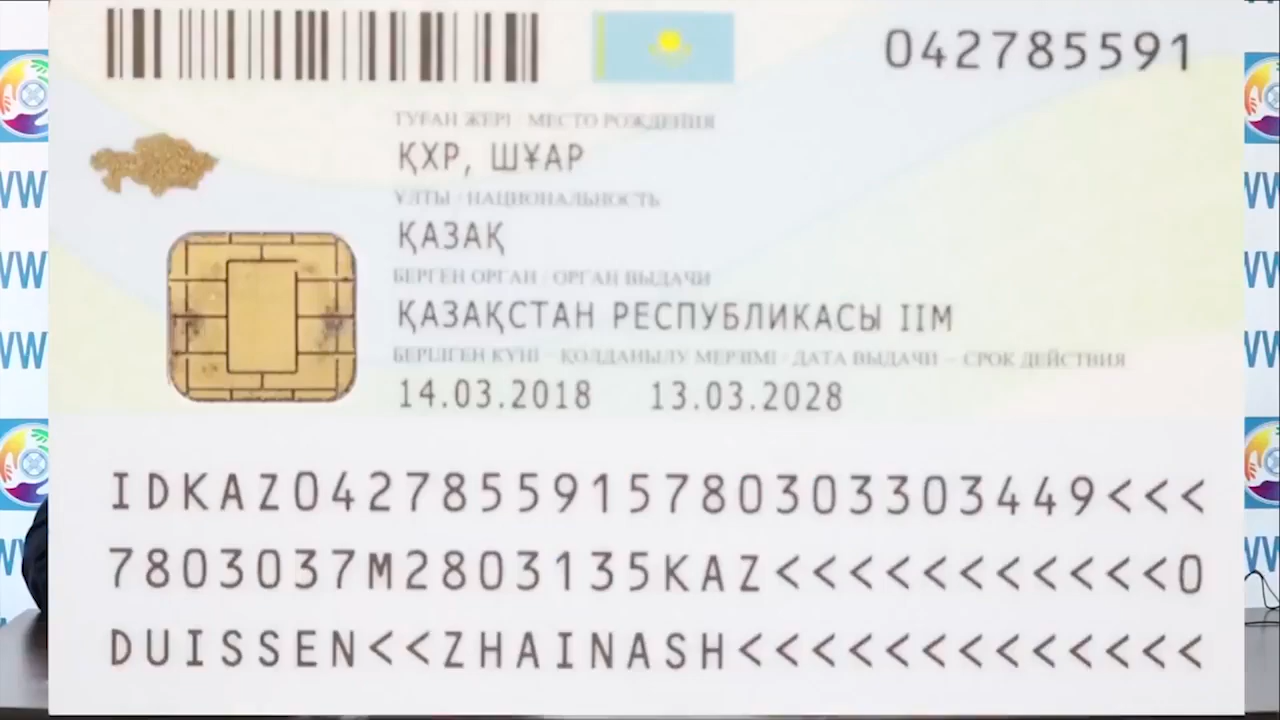 042785591
ТУҒАН ЖЕРІ · МЕСТО РОЖДЕНИЯ
ҚХР, ШҰАР
ҰЛТЫ · НАЦИОНАЛЬНОСТЬ
ҚАЗАҚ
БЕРГЕН ОРГАН · ОРГАН ВЫДАЧИ
ҚАЗАҚСТАН РЕСПУБЛИКАСЫ ІІМ
БЕРІЛГЕН КҮНІ - ҚОЛДАНЫЛУ МЕРЗІМІ · ДАТА ВЫДАЧИ – СРОК ДЕЙСТВИЯ
14.03.2018 13.03.2028
IDKAZ0427855915780303303449<<<
7803037M2803135KAZ<<<<<<<<<<<0
DUISSEN<<ZHAINASH<<<<<<<<<<<<<